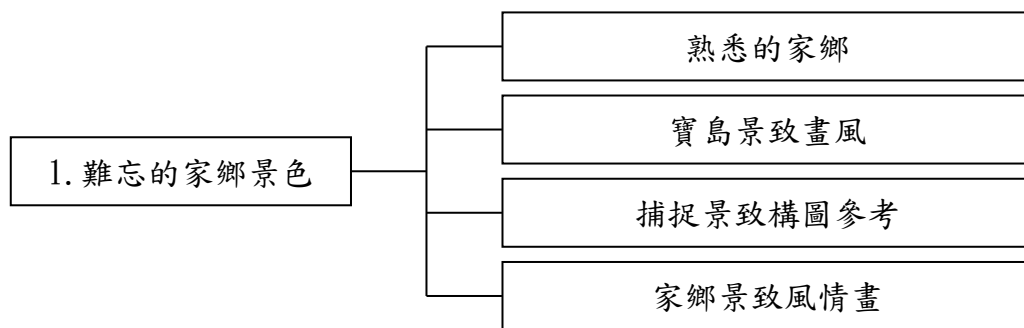 1.難忘的家鄉景色
熟悉的家鄉
寶島景致畫風
捕捉景致構圖參考
家鄉景致風情畫